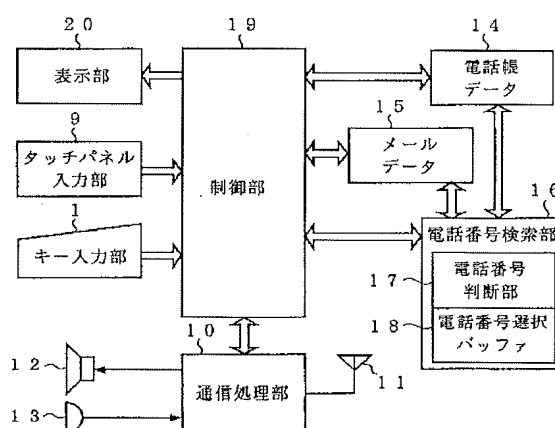 ２０
表示部
９
タッチパネル
入力部
１
キー入力部
１９
制御部
１４
電話帳
データ
１５
メール
データ
１６
電話番号検索部
１７
電話番号
判断部
１８
電話番号選択
バッファ
１０
通信処理部
１１
１２
１３